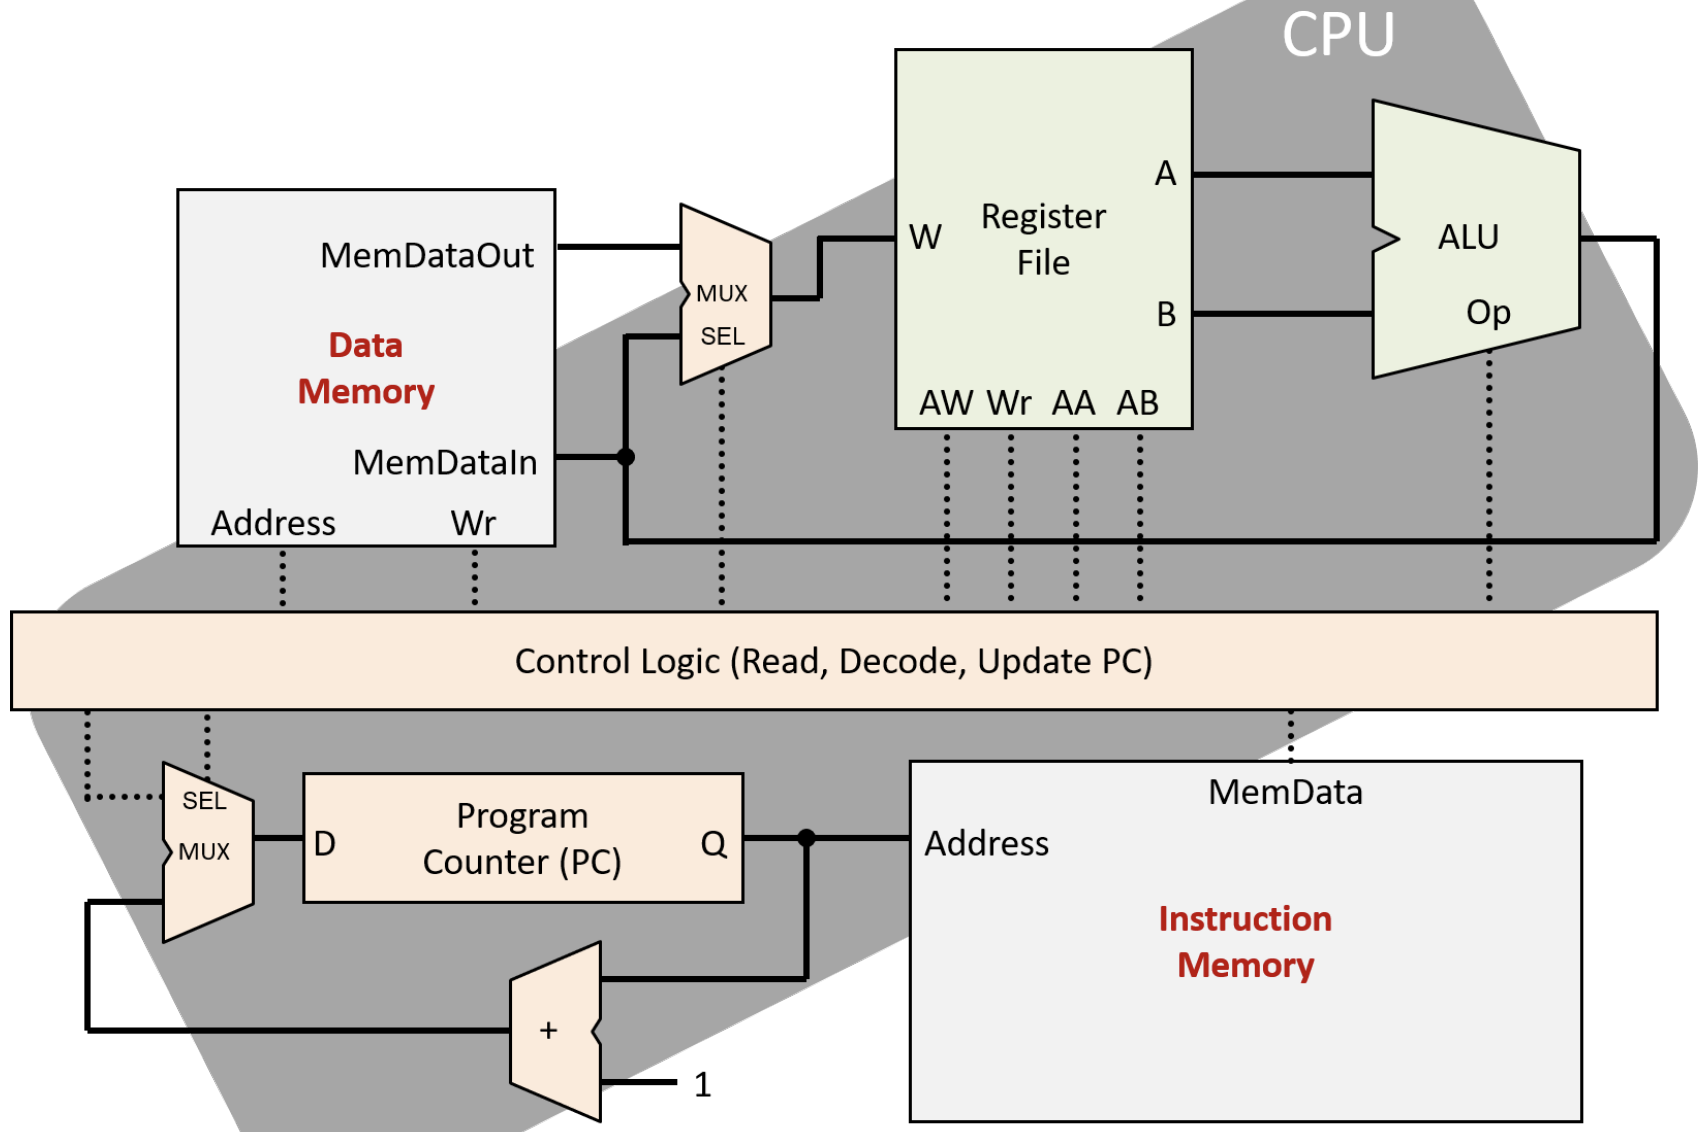 CPU
MemDataOut
Data
Memory
MemDataIn
Address Wr
MUX
SEL
W
Register
File
A
B
AW Wr AA AB
ALU
Op
Control Logic (Read, Decode, Update PC)
SEL
MUX
D
Program
Counter (PC)
Q
+
1
MemData
Address
Instruction
Memory